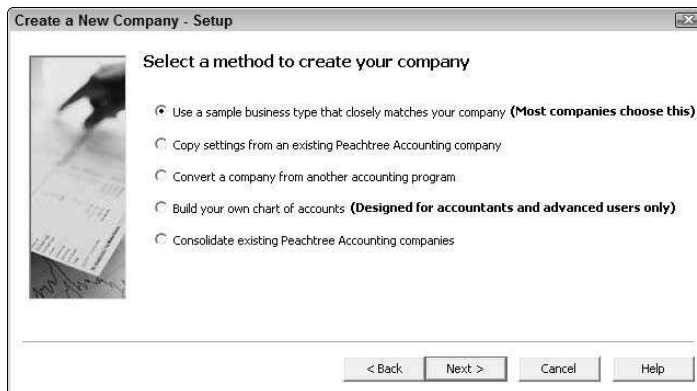 Create a New Company - Setup
Select a method to create your company
Use a sample business type that closely matches your company (Most companies choose this)
Copy settings from an existing Peachtree Accounting company
Convert a company from another accounting program
Build your own chart of accounts (Designed for accountants and advanced users only)
Consolidate existing Peachtree Accounting companies
< Back Next > Cancel Help